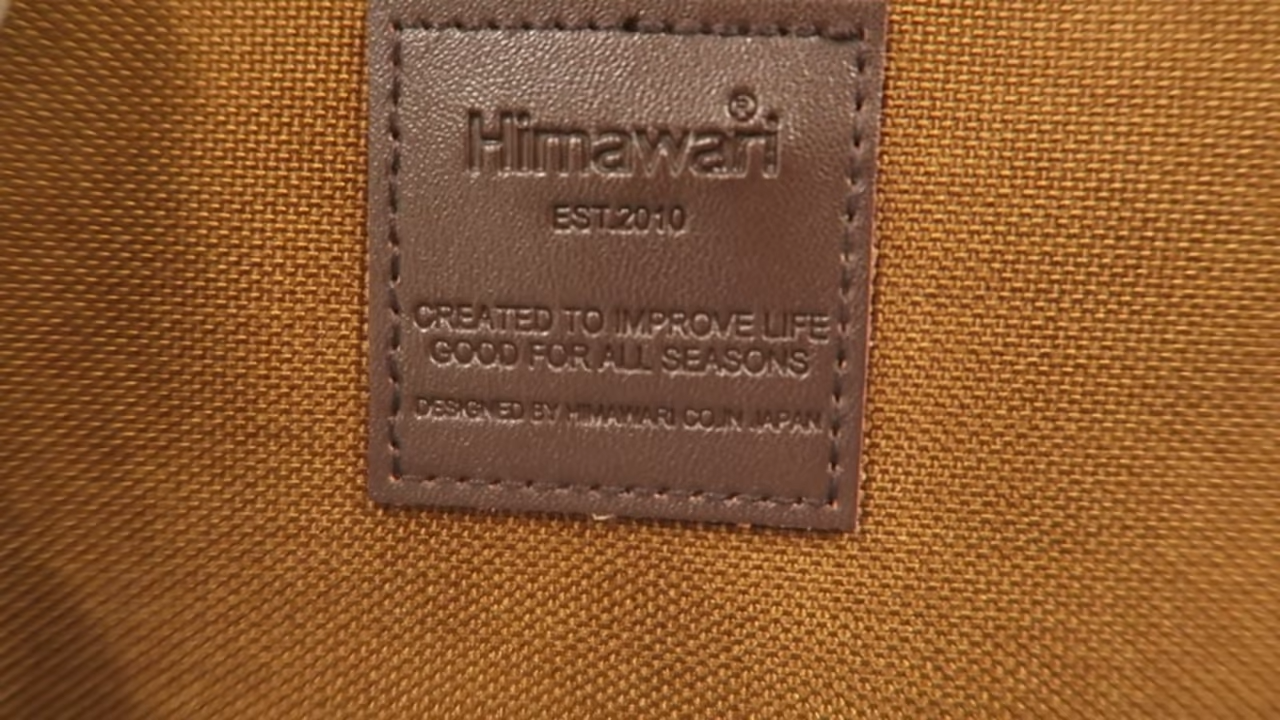 Himawari®
EST.2010
CREATED TO IMPROVE LIFE
GOOD FOR ALL SEASONS
DESIGNED BY HIMAWARI CO.,IN JAPAN